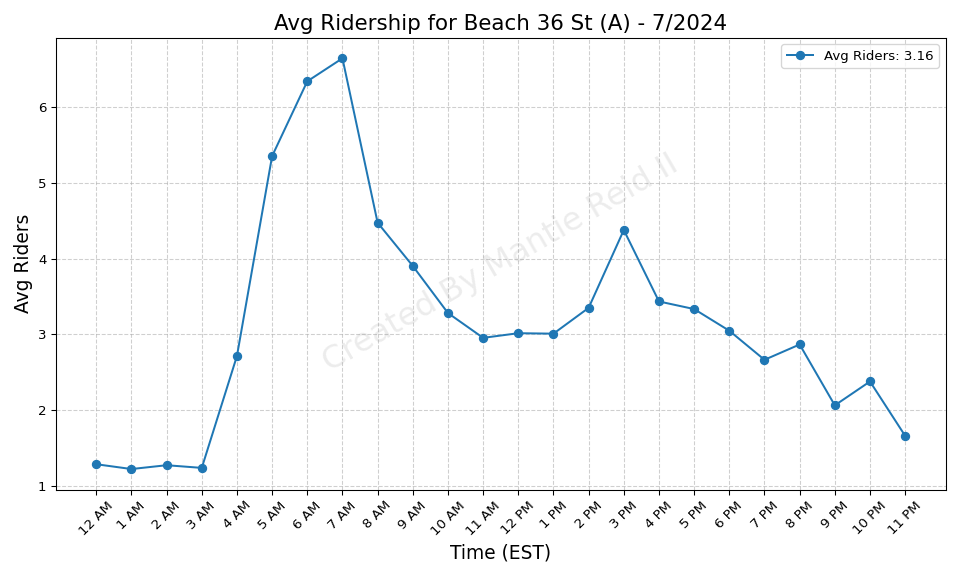 Avg Ridership for Beach 36 St (A) - 7/2024
Avg Riders: 3.16
Avg Riders
6
5
4
3
2
1
Created By Mantie Reid II
12 AM
1 AM
2 AM
3 AM
4 AM
5 AM
6 AM
7 AM
8 AM
9 AM
10 AM
11 AM
12 PM
1 PM
2 PM
3 PM
4 PM
5 PM
6 PM
7 PM
8 PM
9 PM
10 PM
11 PM
Time (EST)